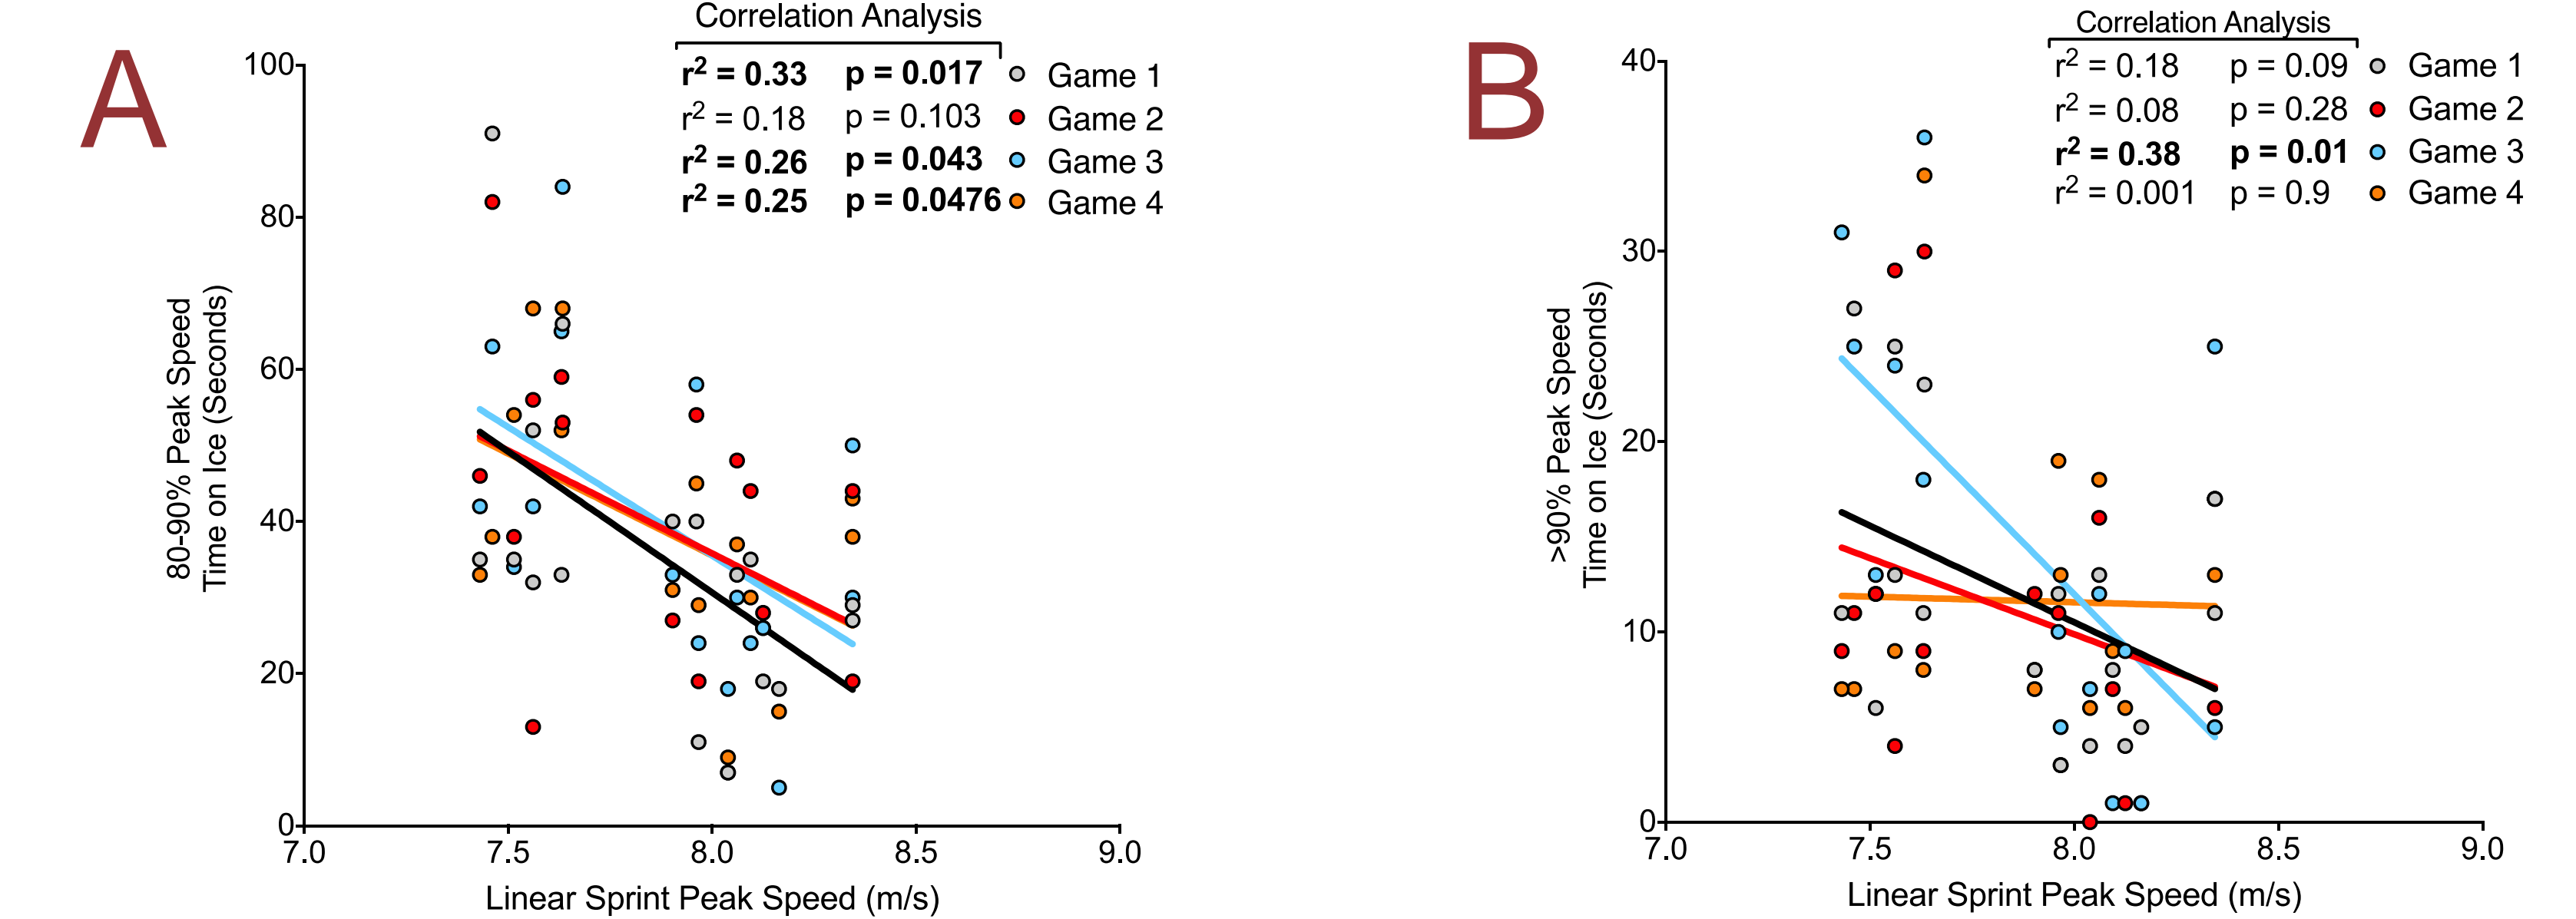 A
Correlation Analysis
r² = 0.33 p = 0.017 Game 1
r² = 0.18 p = 0.103 Game 2
r² = 0.26 p = 0.043 Game 3
r² = 0.25 p = 0.0476 Game 4
80-90% Peak Speed
Time on Ice (Seconds)
100
80
60
40
20
0
7.0 7.5 8.0 8.5 9.0
Linear Sprint Peak Speed (m/s)
B
Correlation Analysis
r² = 0.18 p = 0.09 Game 1
r² = 0.08 p = 0.28 Game 2
r² = 0.38 p = 0.01 Game 3
r² = 0.001 p = 0.9 Game 4
>90% Peak Speed
Time on Ice (Seconds)
40
30
20
10
0
7.0 7.5 8.0 8.5 9.0
Linear Sprint Peak Speed (m/s)